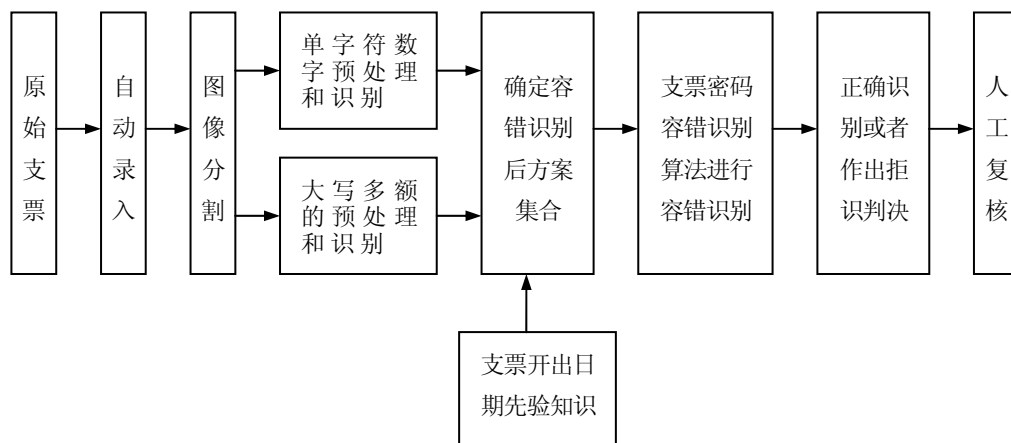 原
始
支
票
自
动
录
入
图
像
分
割
单字符数
字预处理
和识别
大写多额
的预处理
和识别
确定容
错识别
后方案
集合
支票密码
容错识别
算法进行
容错识别
正确识
别或者
作出拒
识判决
人
工
复
核
支票开出日
期先验知识